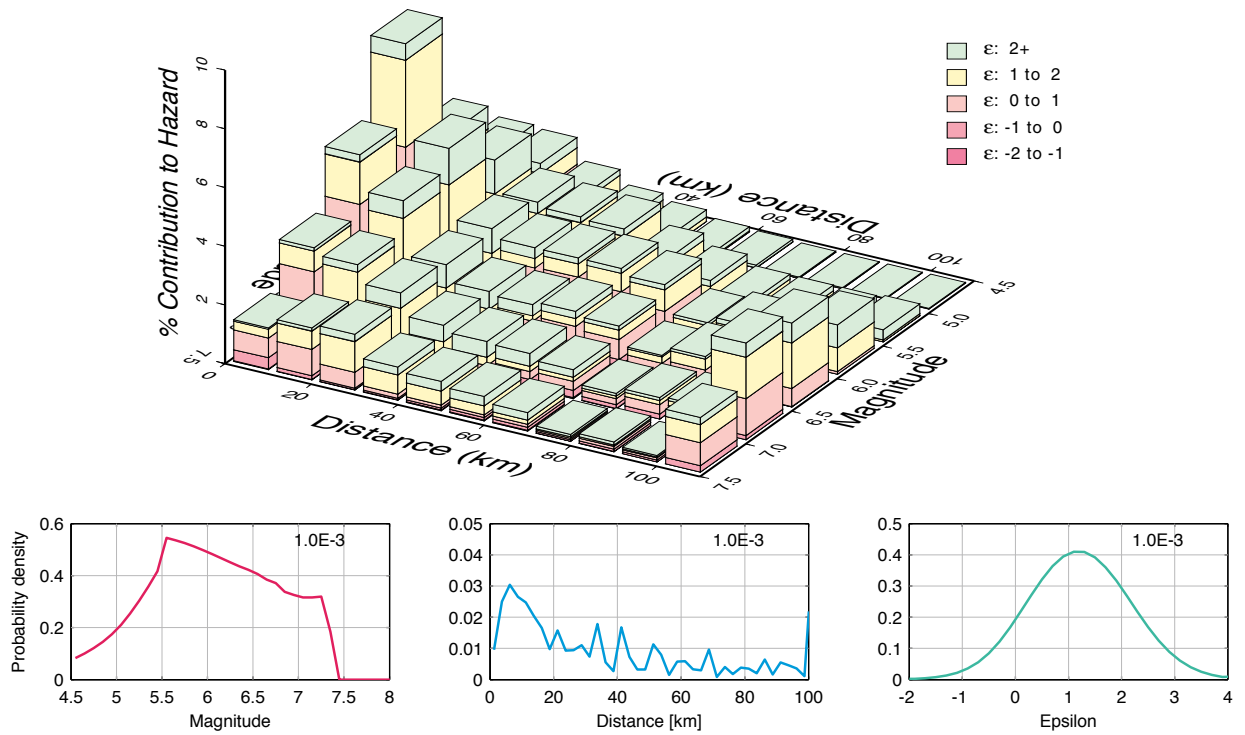 % Contribution to Hazard
10
8
6
4
2
ε: 2+
ε: 1 to 2
ε: 0 to 1
ε: -1 to 0
ε: -2 to -1
Distance (km)
40
60
80
100
4.5
5.0
5.5
6.0
6.5
7.0
7.5
Magnitude
7.5
0
20
40
60
80
100
Distance (km)
Probability density
0.6
0.4
0.2
0
1.0E-3
4.5 5 5.5 6 6.5 7 7.5 8
Magnitude
0.05
0.04
0.03
0.02
0.01
0
1.0E-3
0 20 40 60 80 100
Distance [km]
0.5
0.4
0.3
0.2
0.1
0
1.0E-3
-2 -1 0 1 2 3 4
Epsilon